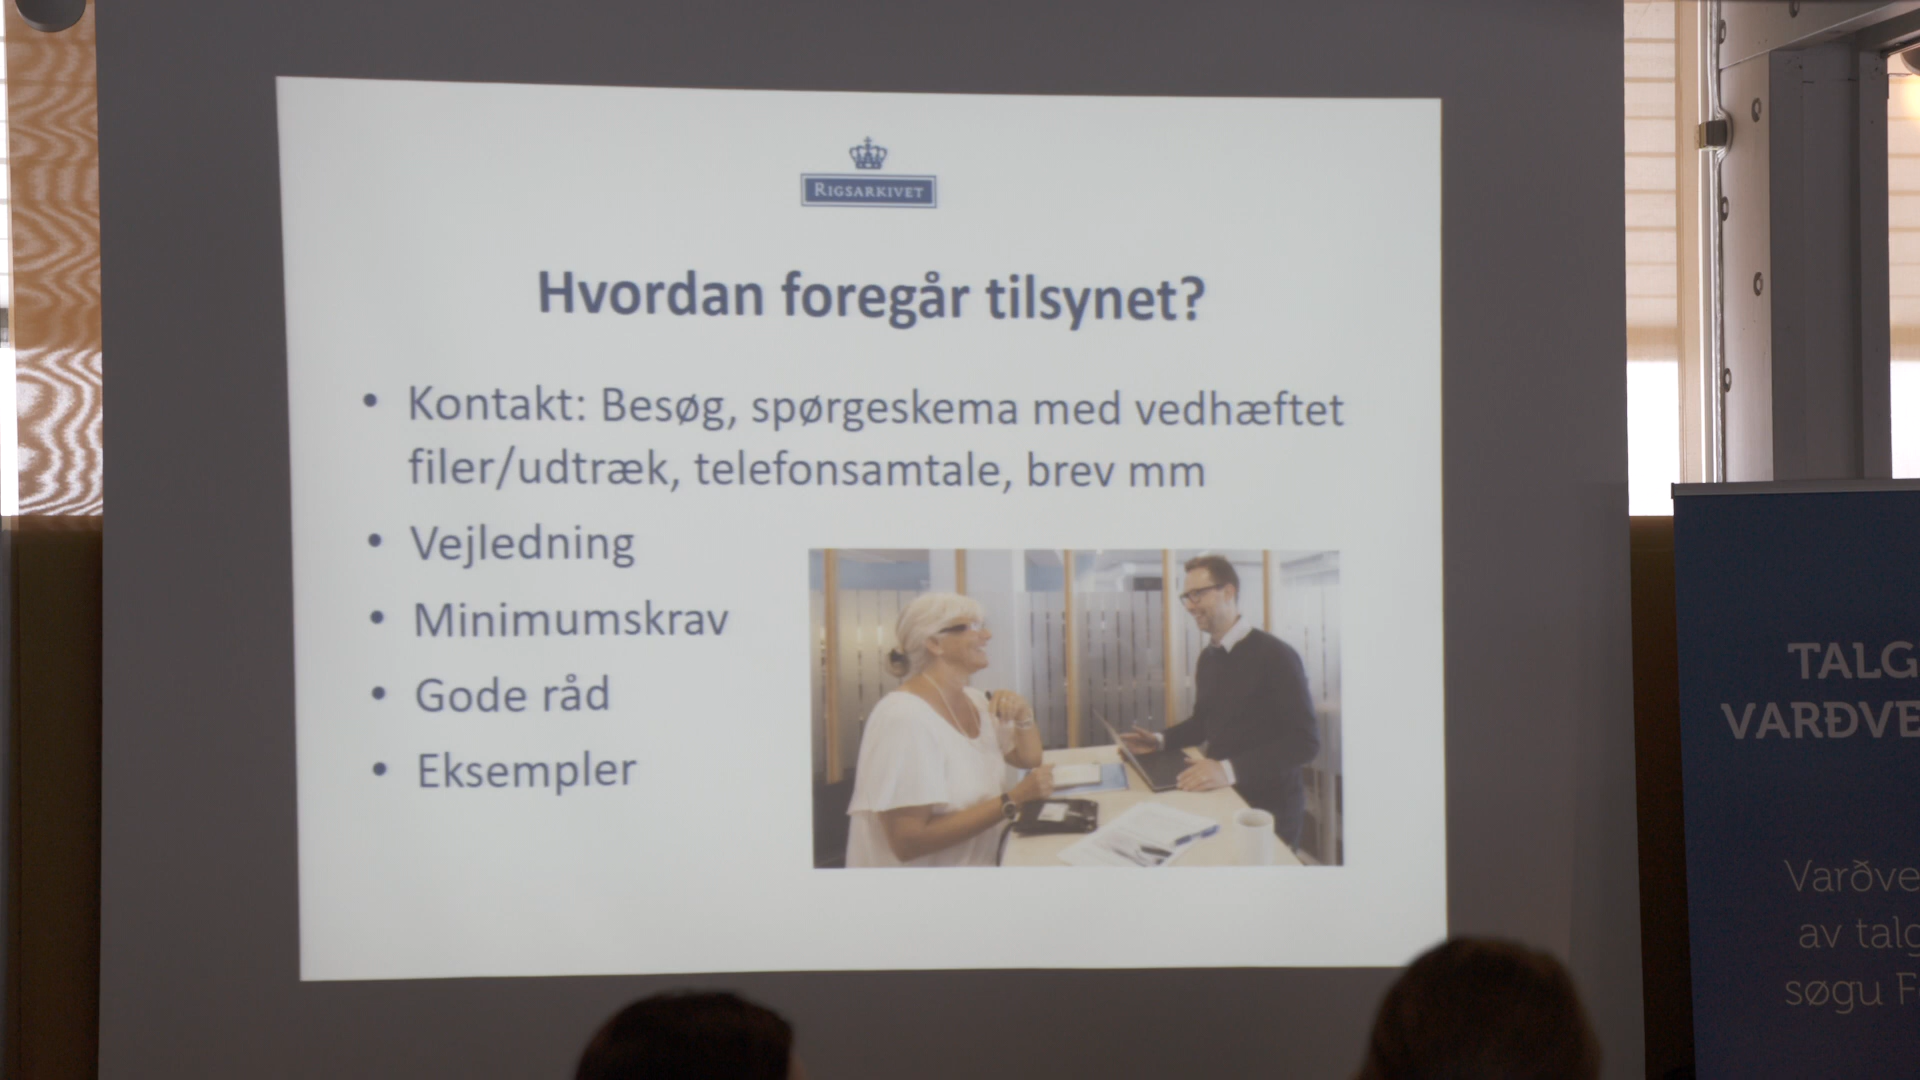 RIGSARKIVET
Hvordan foregår tilsynet?
• Kontakt: Besøg, spørgeskema med vedhæftet
filer/udtræk, telefonsamtale, brev mm
• Vejledning
• Minimumskrav
• Gode råd
• Eksempler
TALG
VARÐVE
Varðve
av talg
søgu F